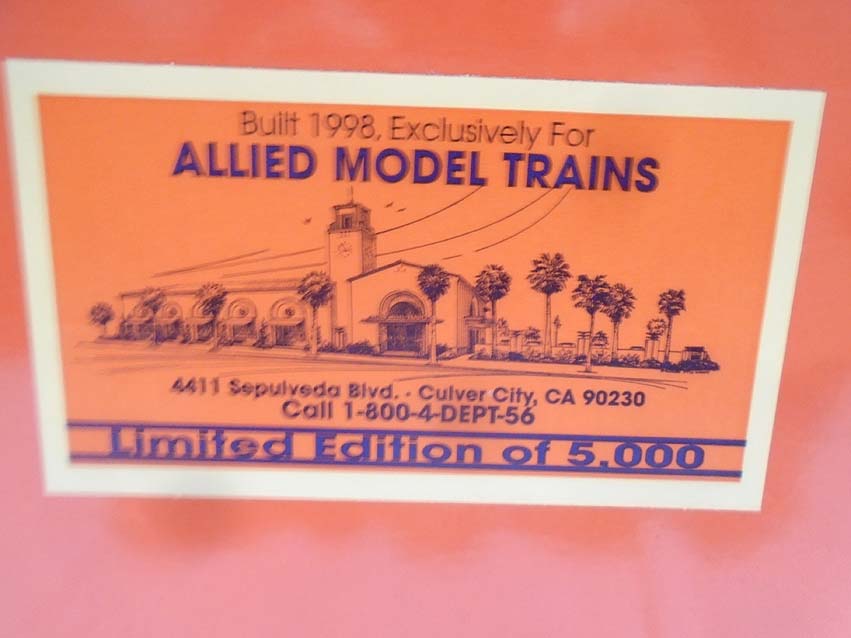 Built 1998, Exclusively For
ALLIED MODEL TRAINS
4411 Sepulveda Blvd. - Culver City, CA 90230
Call 1-800-4-DEPT-56
Limited Edition of 5,000